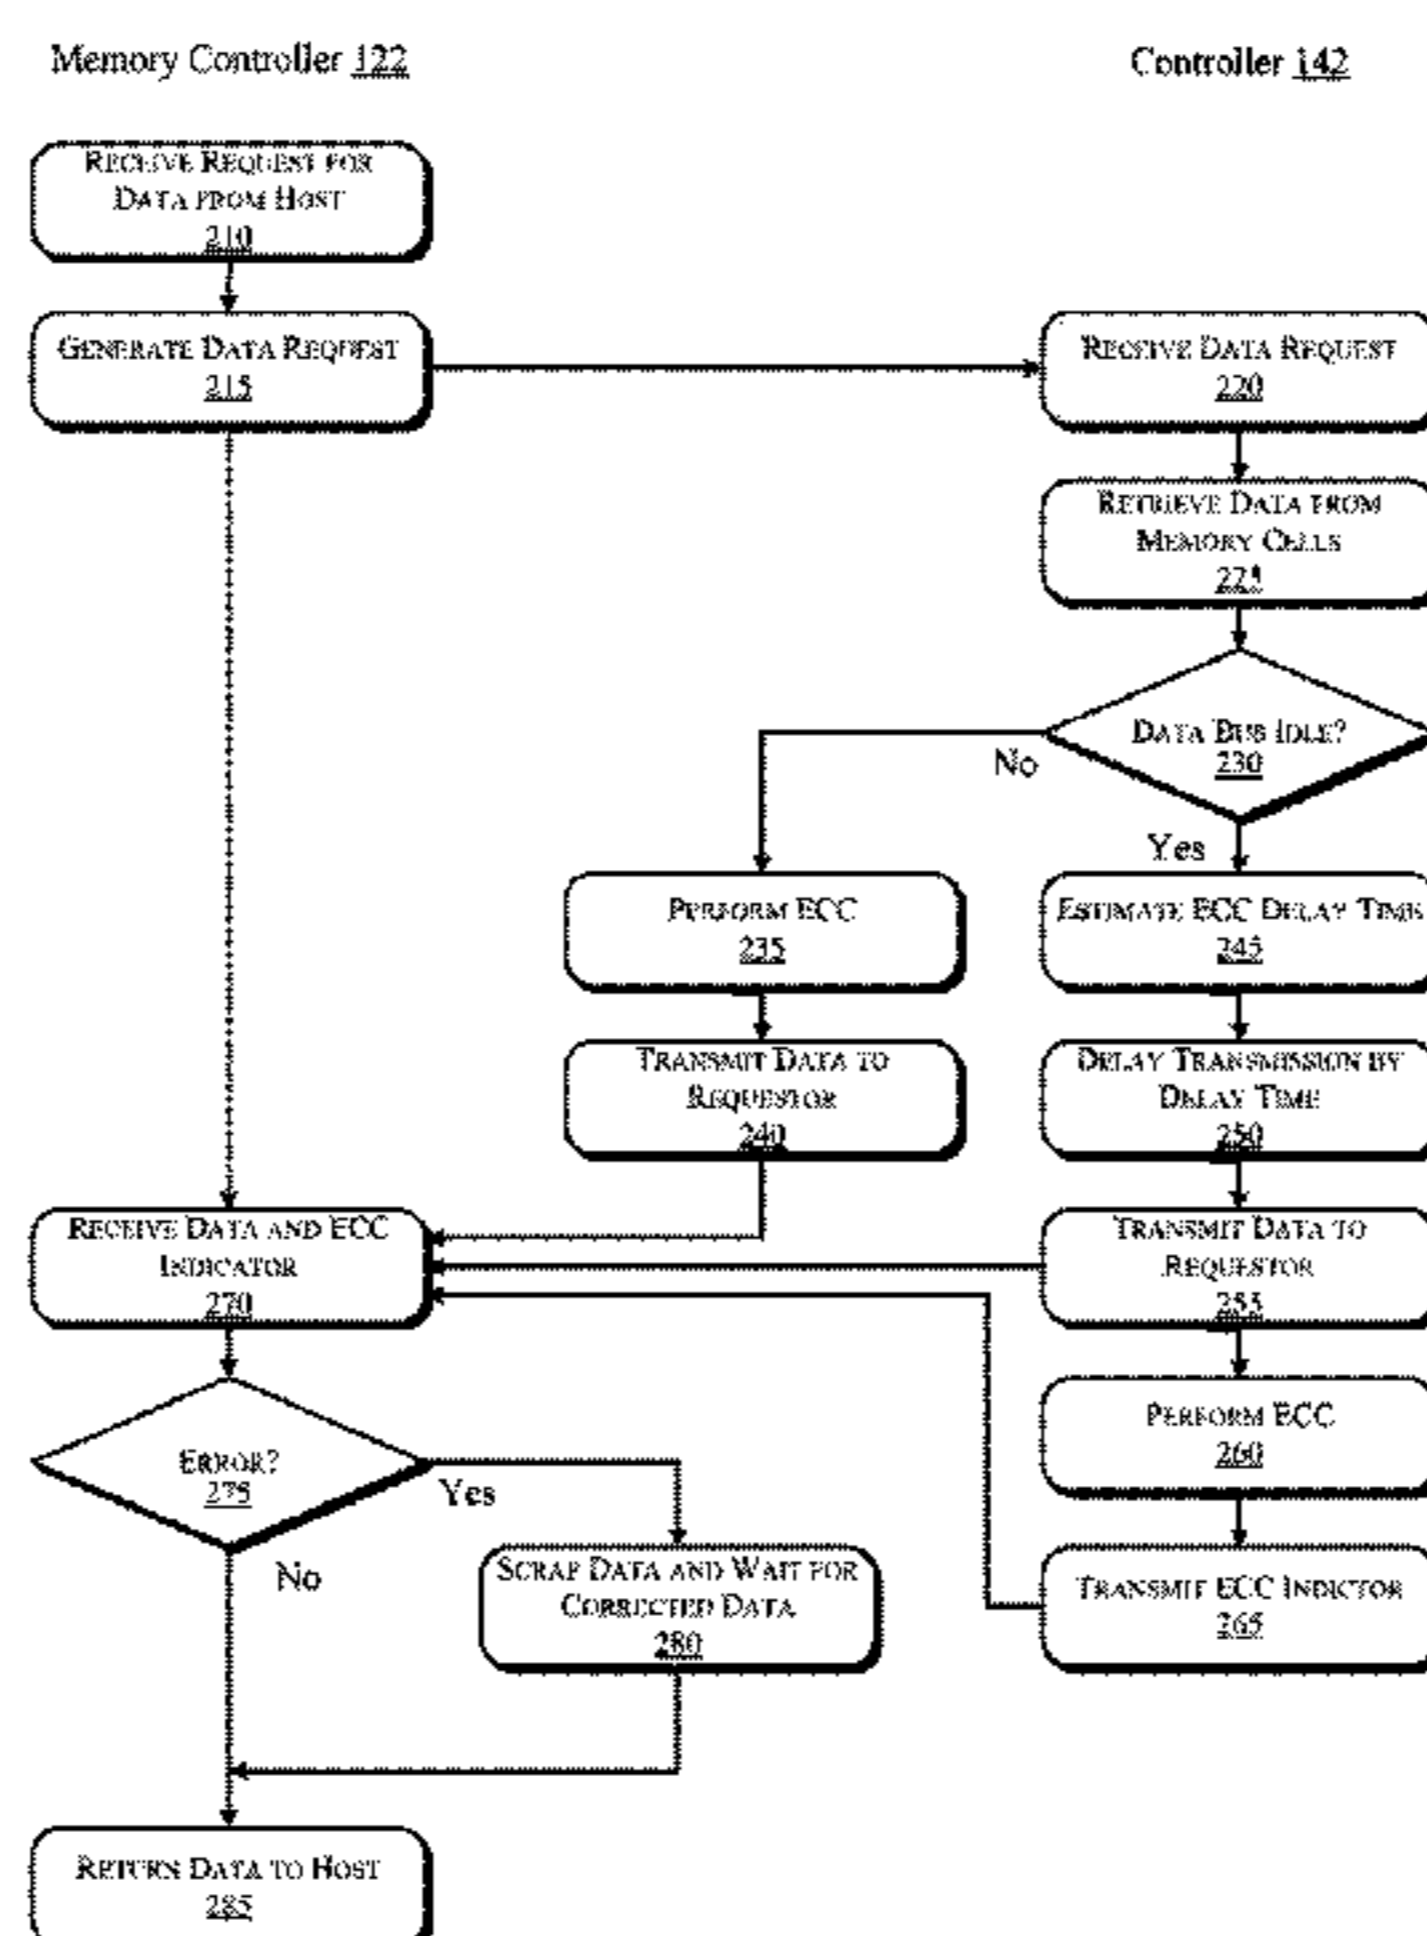 Memory Controller 122
Controller 142
RECEIVE REQUEST FOR
DATA FROM HOST
210
GENERATE DATA REQUEST
215
RECEIVE DATA REQUEST
220
RETRIEVE DATA FROM
MEMORY CELLS
225
DATA BUS IDLE?
230
No
Yes
PERFORM ECC
235
ESTIMATE ECC DELAY TIME
245
TRANSMIT DATA TO
REQUESTOR
240
DELAY TRANSMISSION BY
DELAY TIME
250
RECEIVE DATA AND ECC
INDICATOR
270
TRANSMIT DATA TO
REQUESTOR
255
PERFORM ECC
260
ERROR?
275
Yes
No
SCRAP DATA AND WAIT FOR
CORRECTED DATA
280
TRANSMIT ECC INDICTOR
265
RETURN DATA TO HOST
285